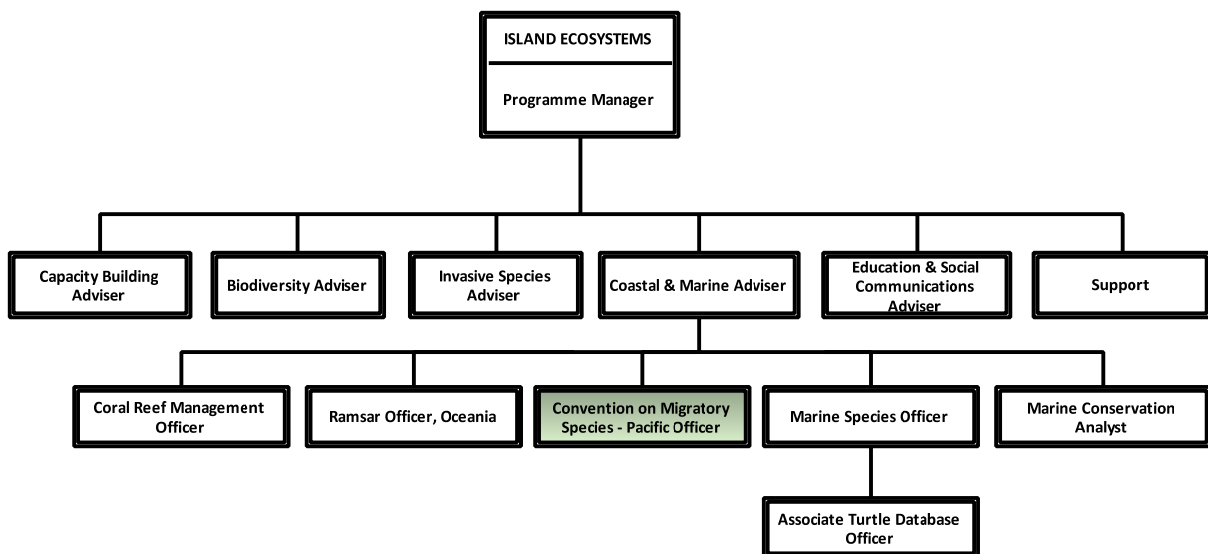 ISLAND ECOSYSTEMS
Programme Manager
Capacity Building
Adviser
Biodiversity Adviser
Invasive Species
Adviser
Coastal & Marine Adviser
Education & Social
Communications
Adviser
Support
Coral Reef Management
Officer
Ramsar Officer, Oceania
Convention on Migratory
Species - Pacific Officer
Marine Species Officer
Marine Conservation
Analyst
Associate Turtle Database
Officer